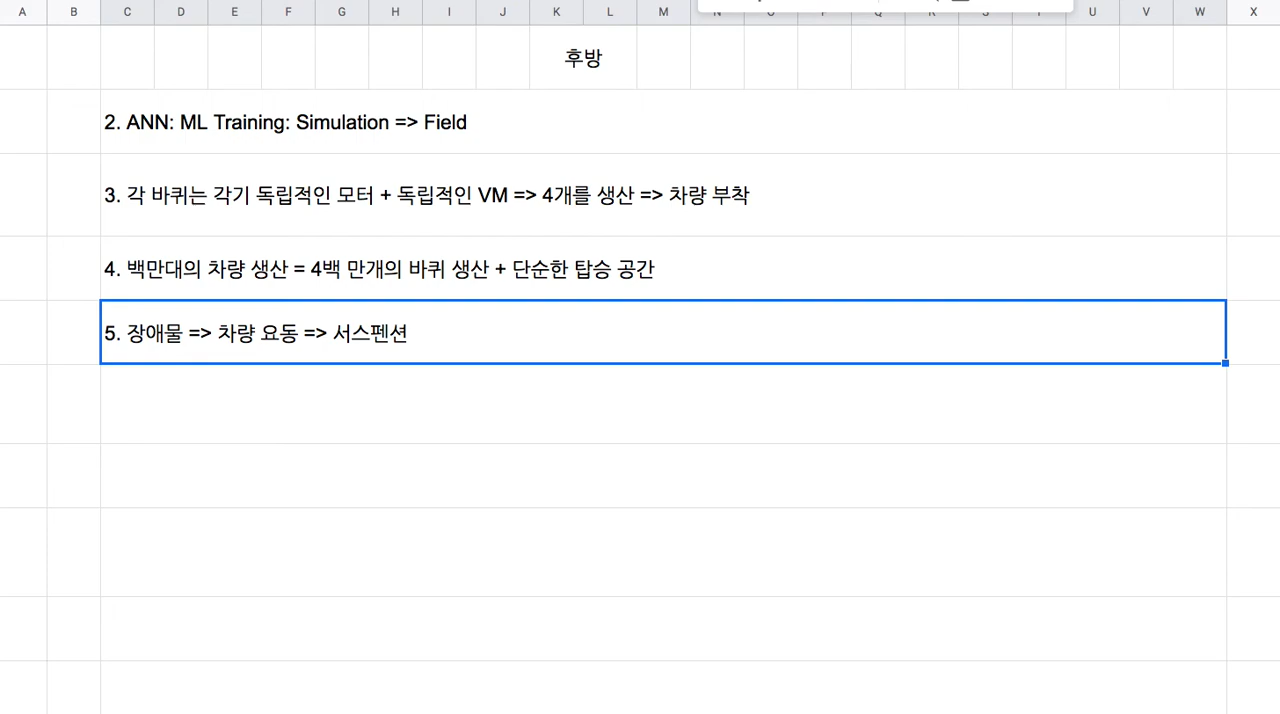 A B C D E F G H I J K L M U V W X
후방
2. ANN: ML Training: Simulation => Field
3. 각 바퀴는 각기 독립적인 모터 + 독립적인 VM => 4개를 생산 => 차량 부착
4. 백만대의 차량 생산 = 4백 만개의 바퀴 생산 + 단순한 탑승 공간
5. 장애물 => 차량 요동 => 서스펜션